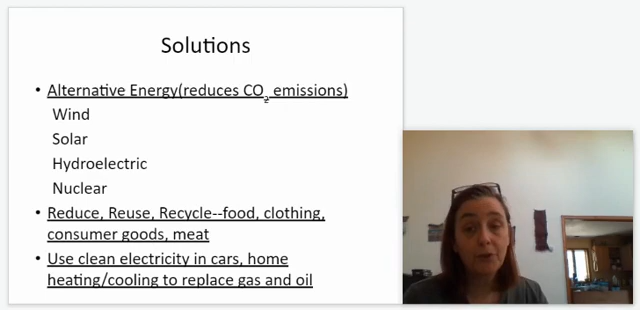 Solutions
• Alternative Energy(reduces CO₂ emissions)
Wind
Solar
Hydroelectric
Nuclear
• Reduce, Reuse, Recycle--food, clothing,
consumer goods, meat
• Use clean electricity in cars, home
heating/cooling to replace gas and oil